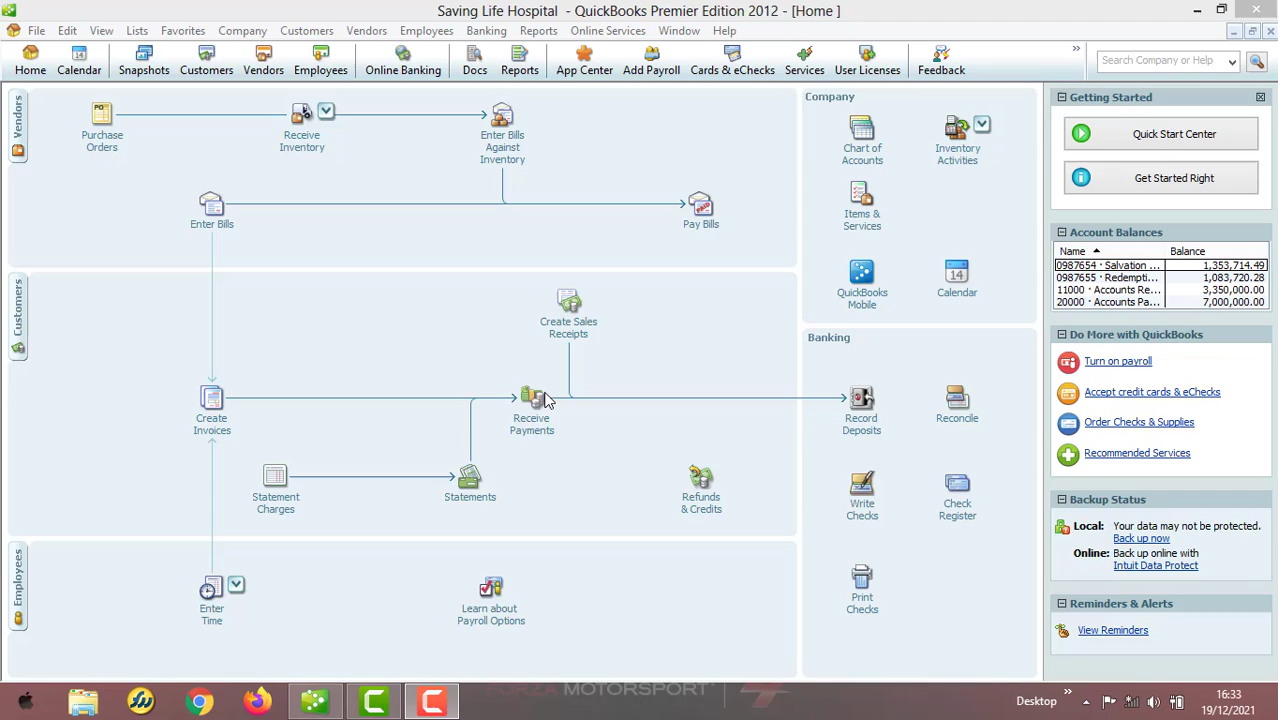 Saving Life Hospital - QuickBooks Premier Edition 2012 - [Home ]
File Edit View Lists Favorites Company Customers Vendors Employees Banking Reports Online Services Window Help
Home Calendar Snapshots Customers Vendors Employees Online Banking Docs Reports App Center Add Payroll Cards & eChecks Services User Licenses Feedback
Search Company or Help
Vendors
Purchase
Orders
Receive
Inventory
Enter Bills
Against
Inventory
Enter Bills
Pay Bills
Customers
Create Sales
Receipts
Create
Invoices
Receive
Payments
Statement
Charges
Statements
Refunds
& Credits
Employees
Enter
Time
Learn about
Payroll Options
Company
Chart of
Accounts
Inventory
Activities
Items &
Services
QuickBooks
Mobile
14
Calendar
Banking
Record
Deposits
Reconcile
Write
Checks
Check
Register
Print
Checks
Getting Started
Quick Start Center
Get Started Right
Account Balances
Name Balance
0987654 · Salvation ... 1,353,714.49
0987655 · Redempti... 1,083,720.28
11000 · Accounts Re... 3,350,000.00
20000 · Accounts Pa... 7,000,000.00
Do More with QuickBooks
Turn on payroll
Accept credit cards & eChecks
Order Checks & Supplies
Recommended Services
Backup Status
Local: Your data may not be protected.
Back up now
Online: Back up online with
Intuit Data Protect
Reminders & Alerts
View Reminders
FORZA MOTORSPORT
Desktop
16:33
19/12/2021